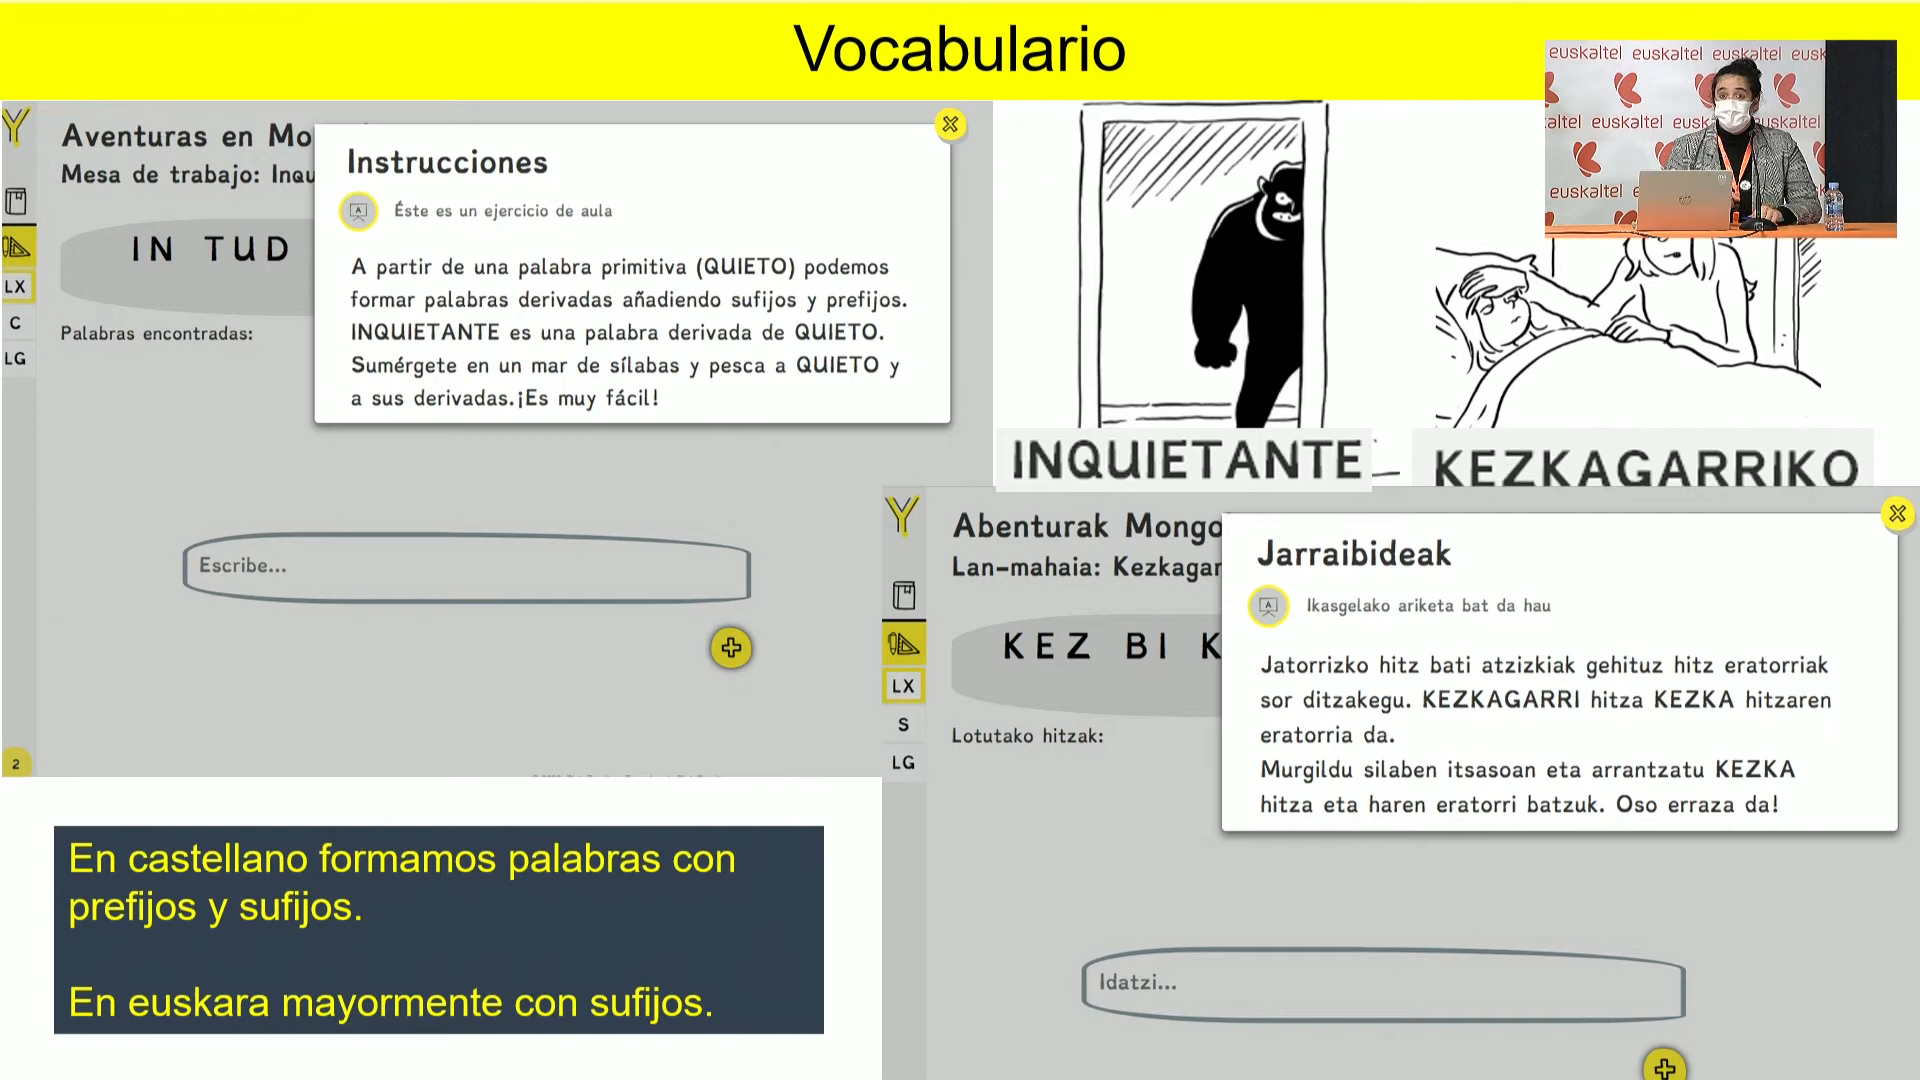 Vocabulario
Aventuras en Mo
Mesa de trabajo: Inqu
IN TUD
Palabras encontradas:
LX
C
LG
2
Escribe...
Instrucciones
Éste es un ejercicio de aula
A partir de una palabra primitiva (QUIETO) podemos
formar palabras derivadas añadiendo sufijos y prefijos.
INQUIETANTE es una palabra derivada de QUIETO.
Sumérgete en un mar de sílabas y pesca a QUIETO y
a sus derivadas.¡Es muy fácil!
INQUIETANTE
KEZKAGARRIKO
euskaltel euskaltel euskaltel eusk
altel euskaltel euskaltel
euskaltel
euskaltel
Abenturak Mongo
Lan-mahaia: Kezkagar
KEZ BI K
Lotutako hitzak:
LX
S
LG
Idatzi...
Jarraibideak
Ikasgelako ariketa bat da hau
Jatorrizko hitz bati atzizkiak gehituz hitz eratorriak
sor ditzakegu. KEZKAGARRI hitza KEZKA hitzaren
eratorria da.
Murgildu silaben itsasoan eta arrantzatu KEZKA
hitza eta haren eratorri batzuk. Oso erraza da!
En castellano formamos palabras con
prefijos y sufijos.
En euskara mayormente con sufijos.